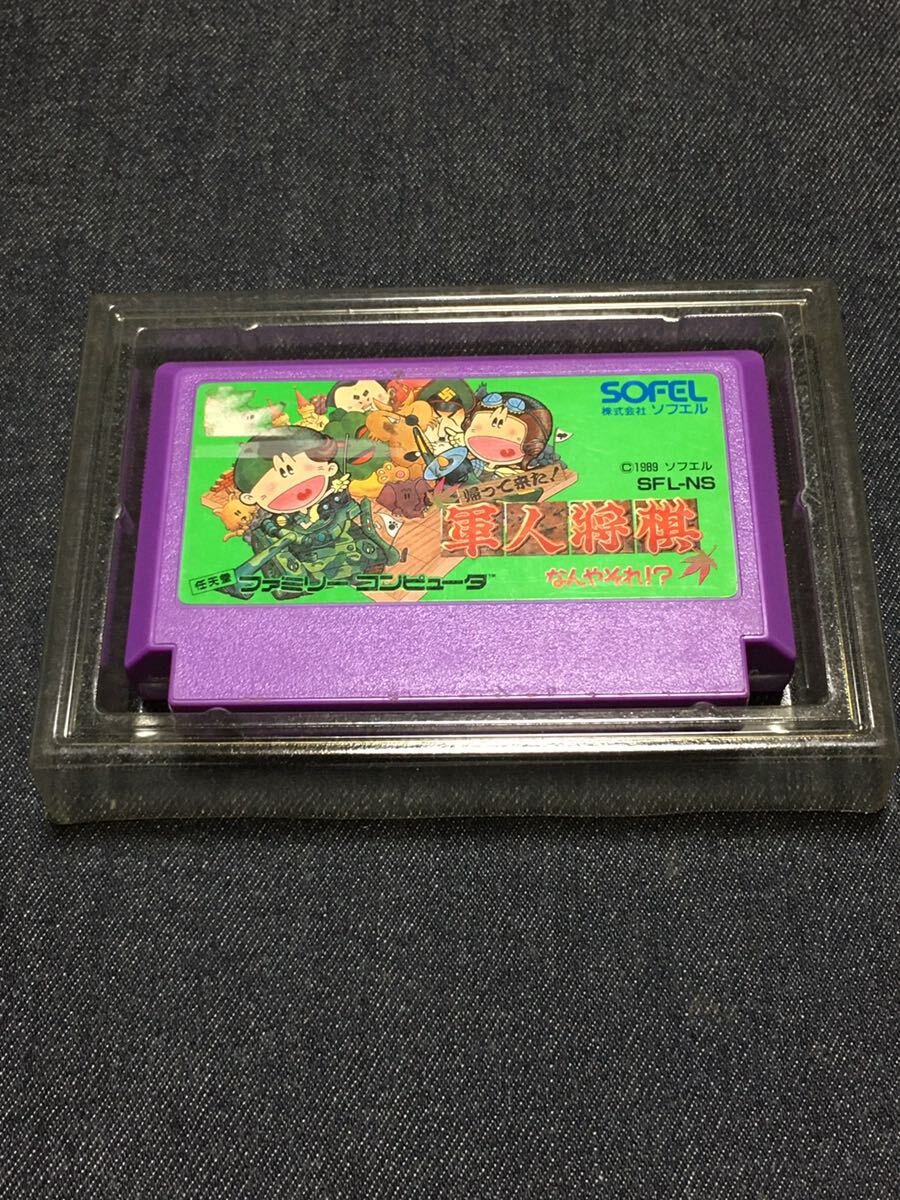 SOFEL
株式会社 ソフエル
©1989 ソフエル
SFL-NS
帰って来た!
軍人将棋
なんやそれ!?
任天堂
ファミリーコンピュータ™